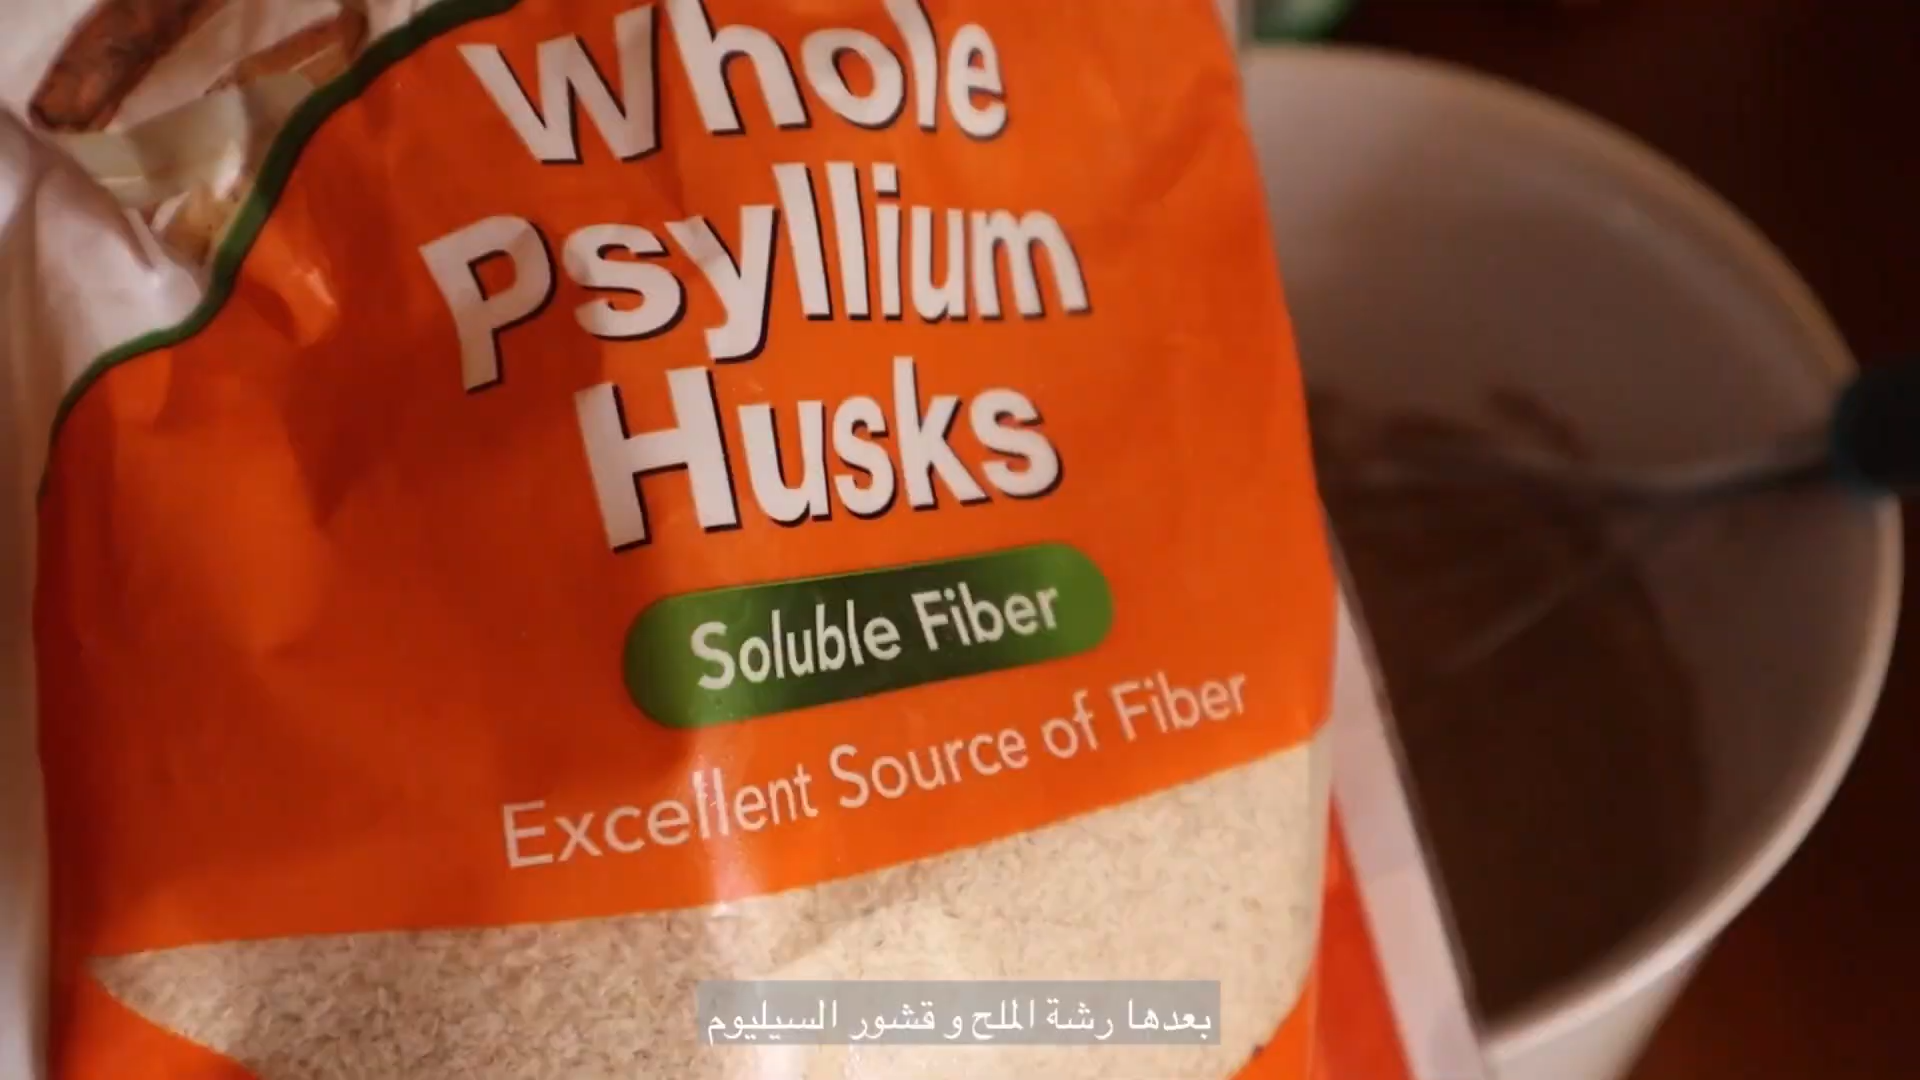 Whole
Psyllium
Husks
Soluble Fiber
Excellent Source of Fiber
بعدها رشة الملح و قشور السيليوم